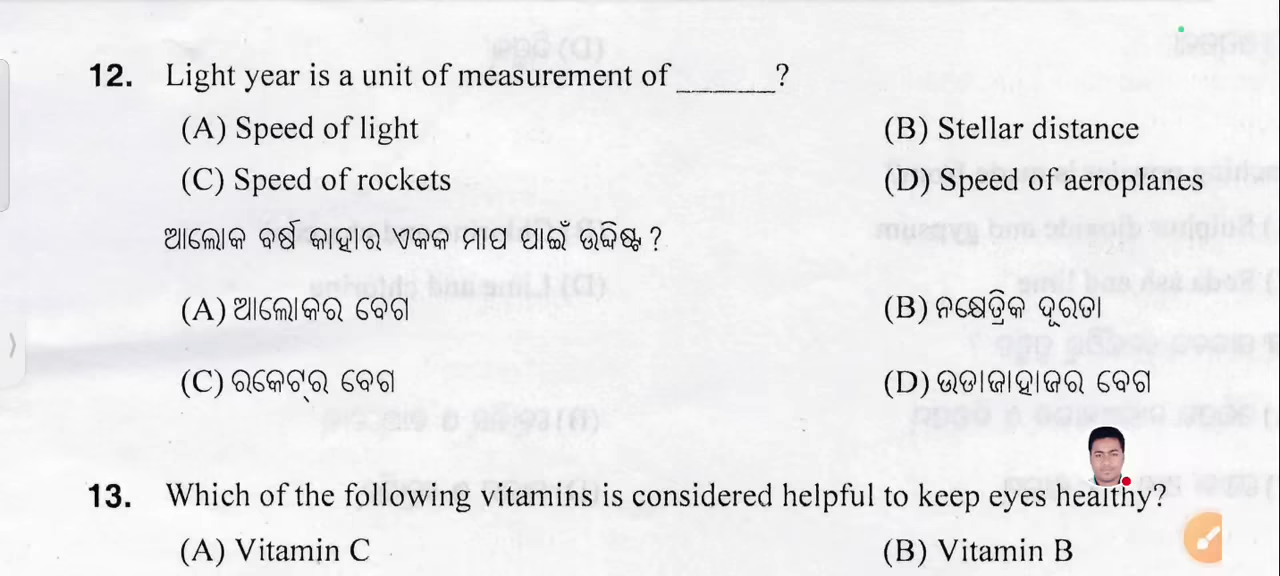 12. Light year is a unit of measurement of ______?
(A) Speed of light (B) Stellar distance
(C) Speed of rockets (D) Speed of aeroplanes
ଆଲୋକ ବର୍ଷ କାହାର ଏକକ ମାପ ପାଇଁ ଉଦ୍ଦିଷ୍ଟ ?
(A) ଆଲୋକର ବେଗ (B) ନକ୍ଷେତ୍ରିକ ଦୂରତା
(C) ରକେଟ୍‌ର ବେଗ (D) ଉଡାଜାହାଜର ବେଗ
13. Which of the following vitamins is considered helpful to keep eyes healthy?
(A) Vitamin C (B) Vitamin B